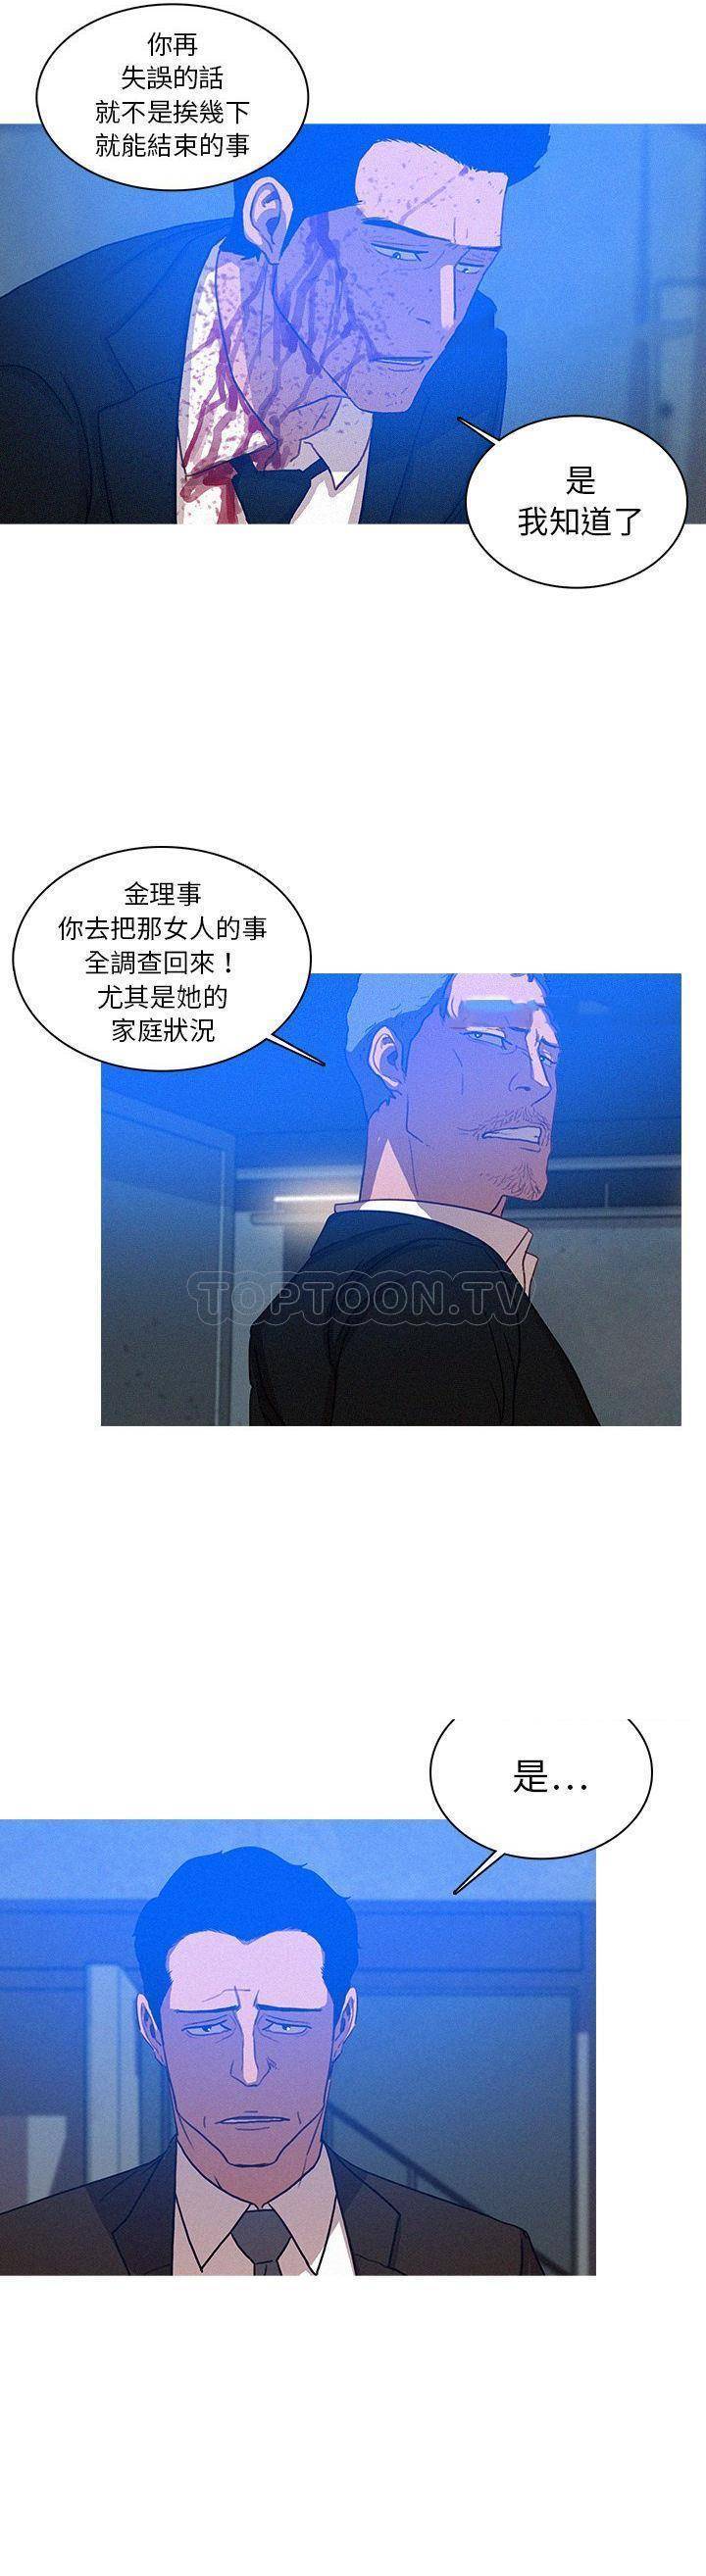 你再
失誤的話
就不是挨幾下
就能結束的事
是
我知道了
金理事
你去把那女人的事
全調查回來！
尤其是她的
家庭狀況
TOPTOON.TV
是...